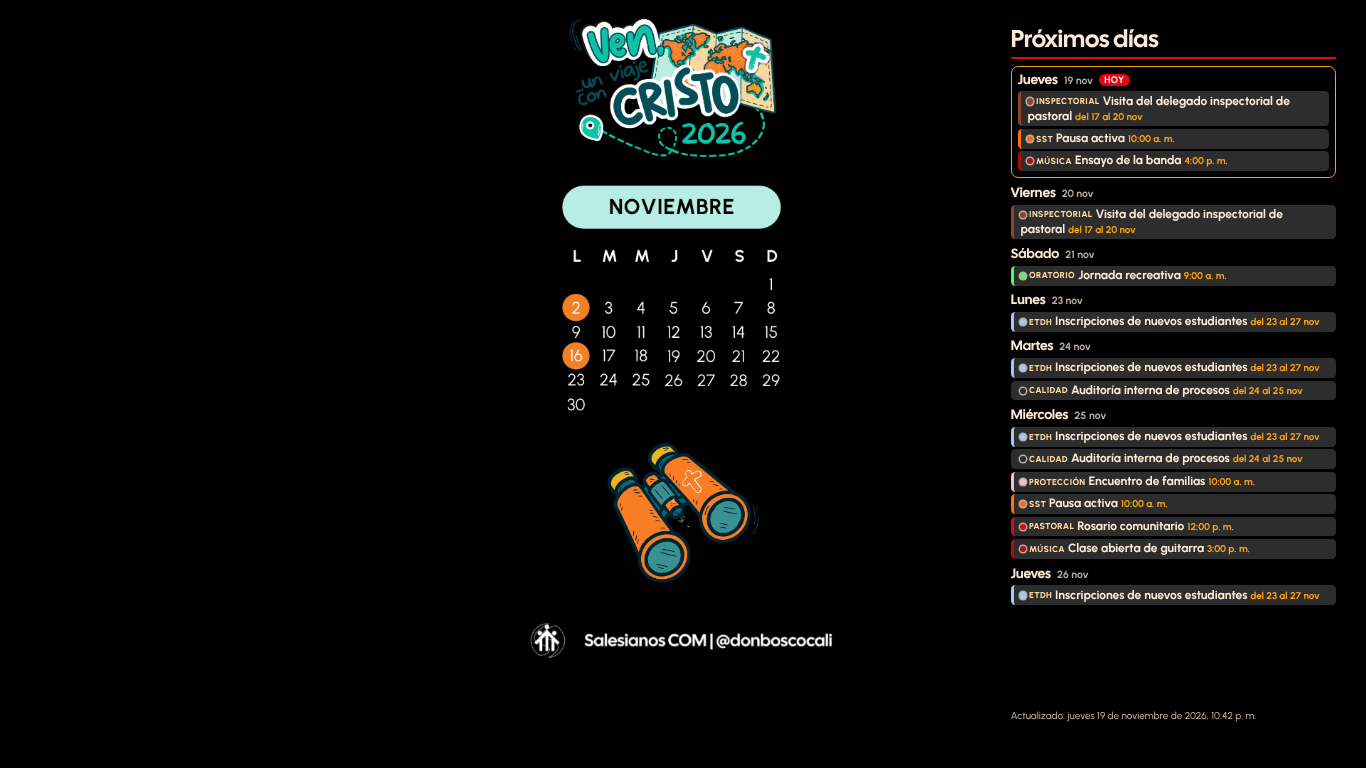 Ven,
un viaje
con
CRISTO
2026
NOVIEMBRE
L M M J V S D
1
2 3 4 5 6 7 8
9 10 11 12 13 14 15
16 17 18 19 20 21 22
23 24 25 26 27 28 29
30
Salesianos COM | @donboscocali
Próximos días
Jueves 19 nov HOY
INSPECTORIAL Visita del delegado inspectorial de
pastoral del 17 al 20 nov
SST Pausa activa 10:00 a. m.
MÚSICA Ensayo de la banda 4:00 p. m.
Viernes 20 nov
INSPECTORIAL Visita del delegado inspectorial de
pastoral del 17 al 20 nov
Sábado 21 nov
ORATORIO Jornada recreativa 9:00 a. m.
Lunes 23 nov
ETDH Inscripciones de nuevos estudiantes del 23 al 27 nov
Martes 24 nov
ETDH Inscripciones de nuevos estudiantes del 23 al 27 nov
CALIDAD Auditoría interna de procesos del 24 al 25 nov
Miércoles 25 nov
ETDH Inscripciones de nuevos estudiantes del 23 al 27 nov
CALIDAD Auditoría interna de procesos del 24 al 25 nov
PROTECCIÓN Encuentro de familias 10:00 a. m.
SST Pausa activa 10:00 a. m.
PASTORAL Rosario comunitario 12:00 p. m.
MÚSICA Clase abierta de guitarra 3:00 p. m.
Jueves 26 nov
ETDH Inscripciones de nuevos estudiantes del 23 al 27 nov
Actualizado: jueves 19 de noviembre de 2026, 10:42 p. m.